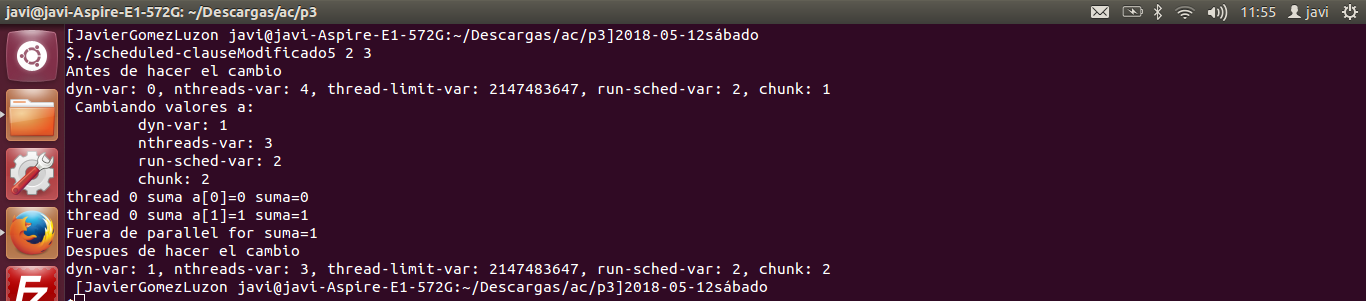 javi@javi-Aspire-E1-572G: ~/Descargas/ac/p3 11:55 javi
[JavierGomezLuzon javi@javi-Aspire-E1-572G:~/Descargas/ac/p3]2018-05-12sábado
$./scheduled-clauseModificado5 2 3
Antes de hacer el cambio
dyn-var: 0, nthreads-var: 4, thread-limit-var: 2147483647, run-sched-var: 2, chunk: 1
 Cambiando valores a:
        dyn-var: 1
        nthreads-var: 3
        run-sched-var: 2
        chunk: 2
thread 0 suma a[0]=0 suma=0
thread 0 suma a[1]=1 suma=1
Fuera de parallel for suma=1
Despues de hacer el cambio
dyn-var: 1, nthreads-var: 3, thread-limit-var: 2147483647, run-sched-var: 2, chunk: 2
 [JavierGomezLuzon javi@javi-Aspire-E1-572G:~/Descargas/ac/p3]2018-05-12sábado
Fz